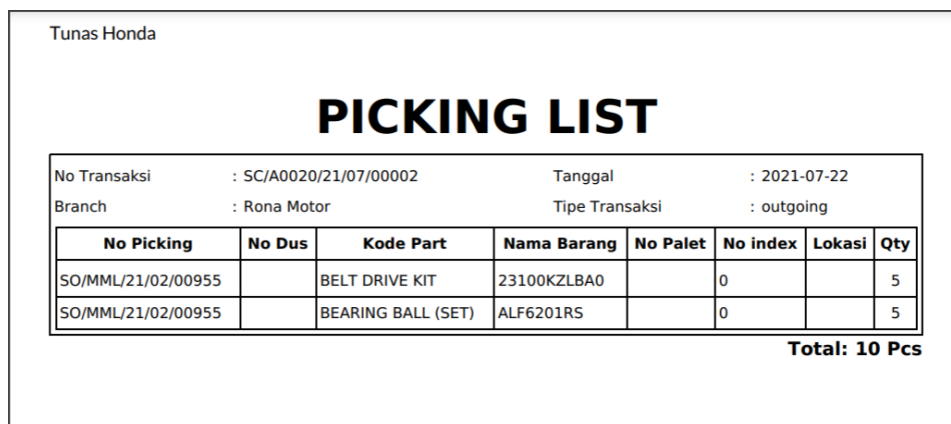 Tunas Honda
PICKING LIST
No Transaksi : SC/A0020/21/07/00002 Tanggal : 2021-07-22
Branch : Rona Motor Tipe Transaksi : outgoing
No Picking No Dus Kode Part Nama Barang No Palet No index Lokasi Qty
SO/MML/21/02/00955 BELT DRIVE KIT 23100KZLBA0 0 5
SO/MML/21/02/00955 BEARING BALL (SET) ALF6201RS 0 5
Total: 10 Pcs